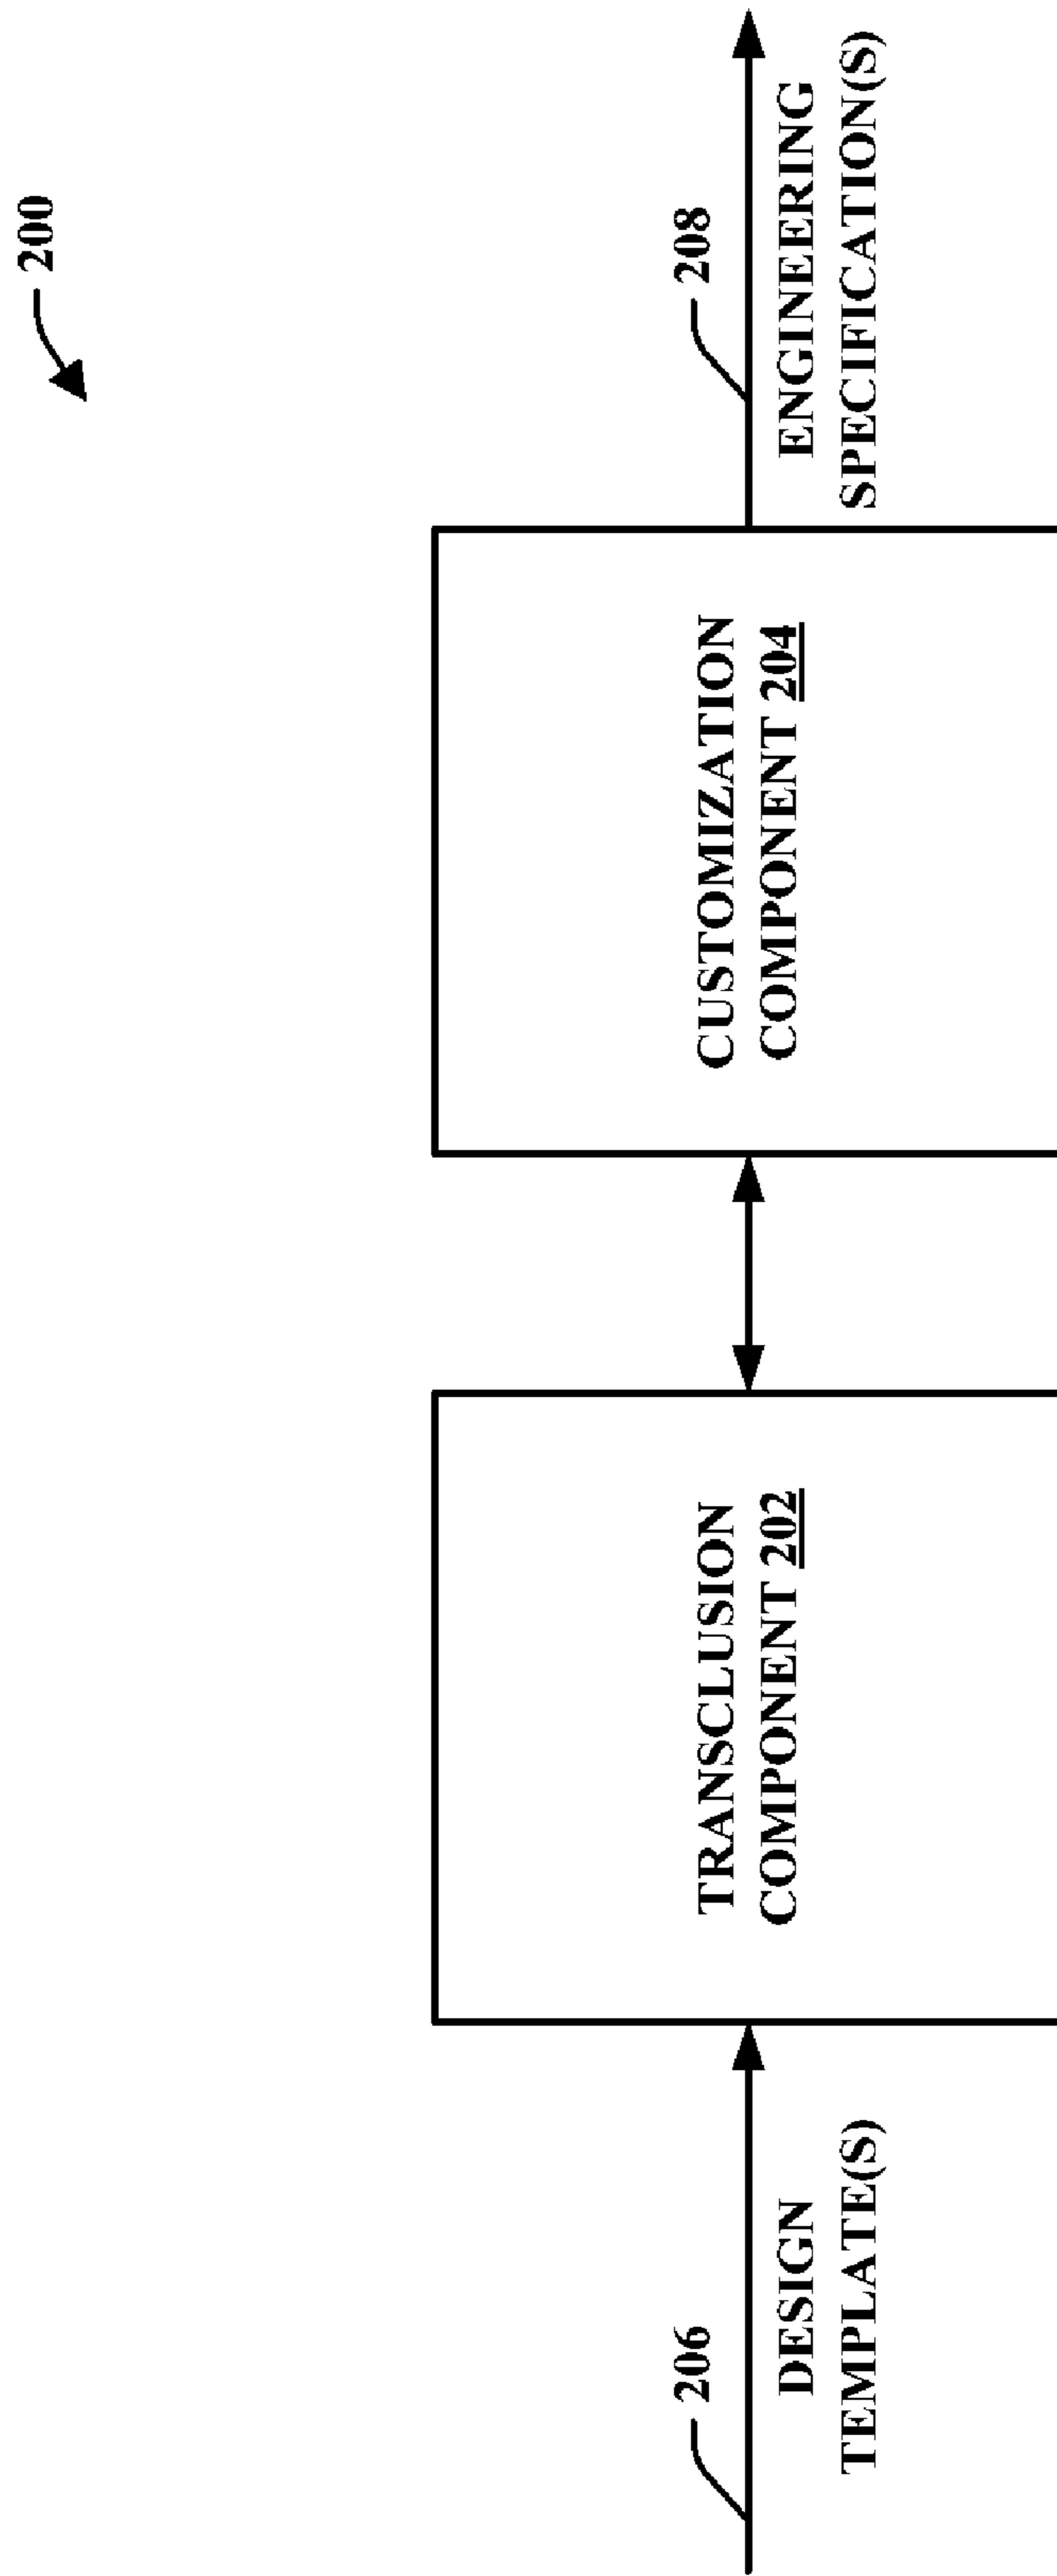 200
206
DESIGN
TEMPLATE(S)
TRANSCLUSION
COMPONENT 202
CUSTOMIZATION
COMPONENT 204
208
ENGINEERING
SPECIFICATION(S)